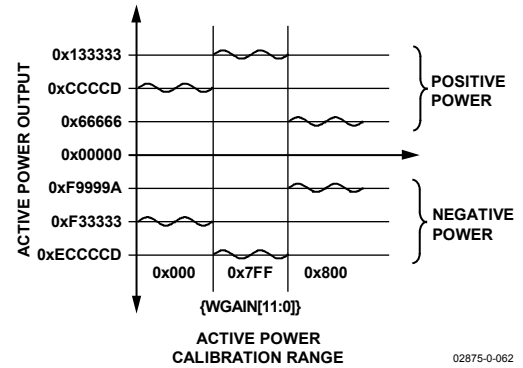 ACTIVE POWER OUTPUT
0x133333
0xCCCCD
0x66666
0x00000
0xF9999A
0xF33333
0xECCCCD
POSITIVE
POWER
NEGATIVE
POWER
0x000 0x7FF 0x800
{WGAIN[11:0]}
ACTIVE POWER
CALIBRATION RANGE
02875-0-062